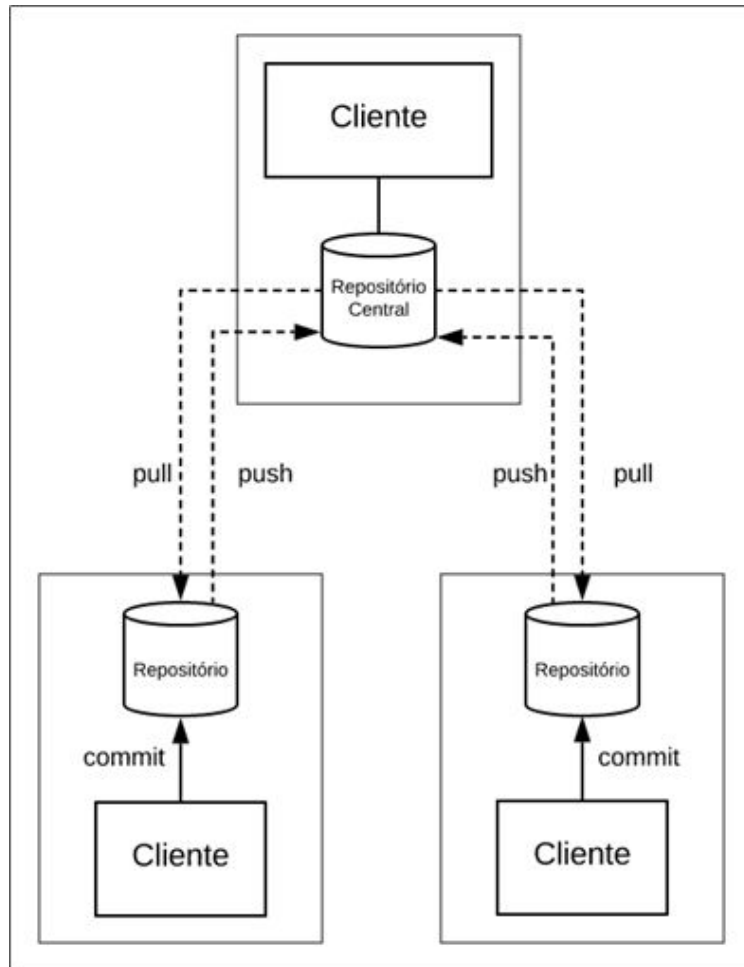 Cliente
Repositório
Central
pull
push
push
pull
Repositório
Repositório
commit
commit
Cliente
Cliente